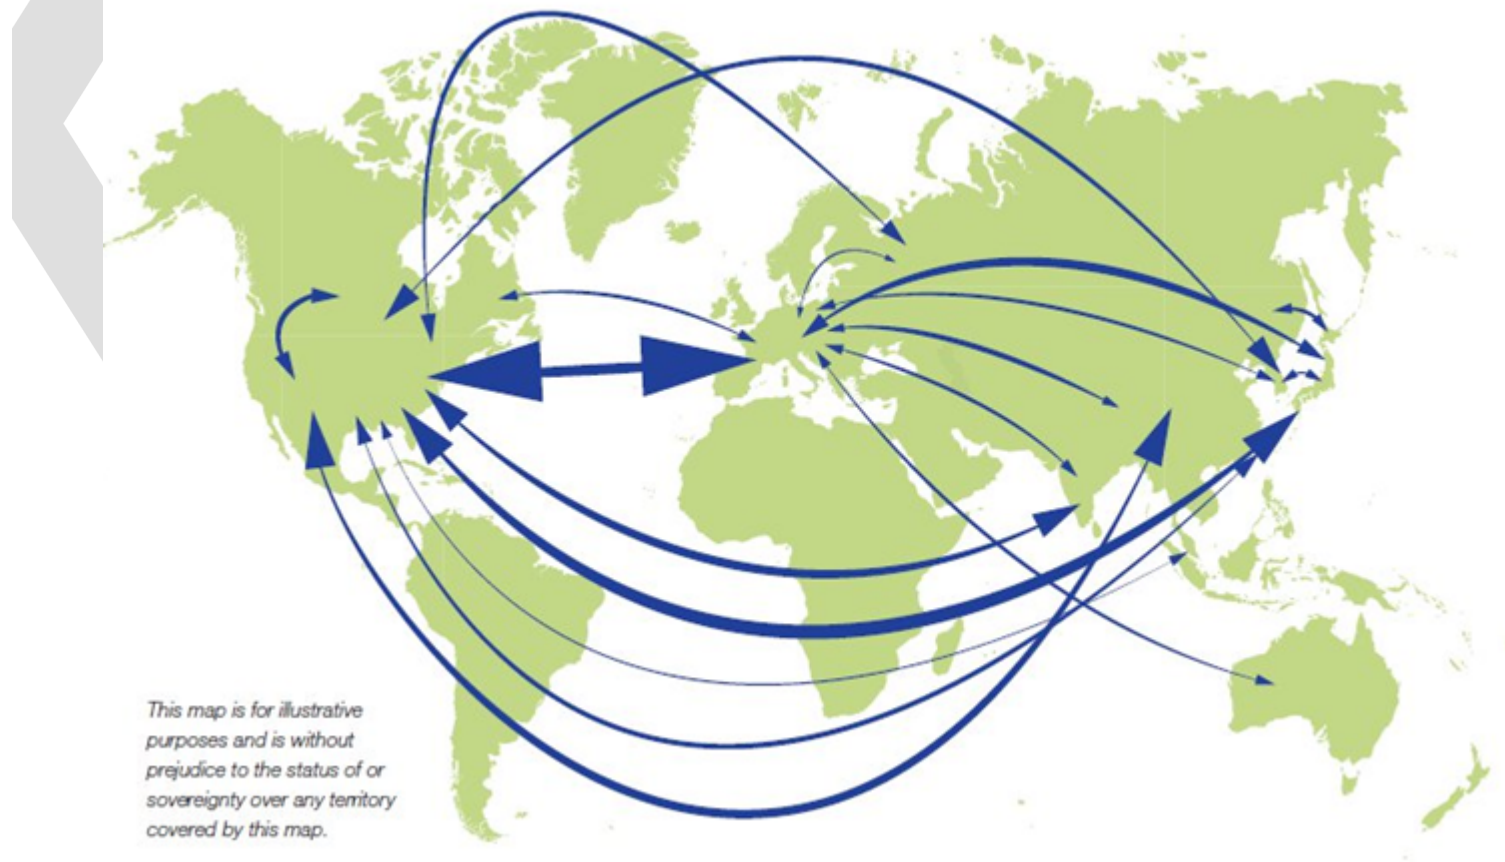 This map is for illustrative
purposes and is without
prejudice to the status of or
sovereignty over any territory
covered by this map.